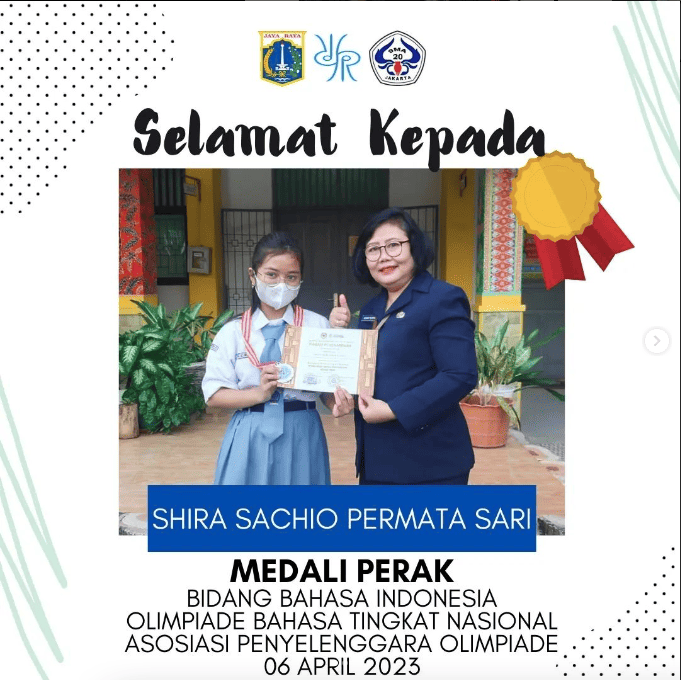 JAYA RAYA
SMA
20
JAKARTA
Selamat Kepada
SHIRA SACHIO PERMATA SARI
MEDALI PERAK
BIDANG BAHASA INDONESIA
OLIMPIADE BAHASA TINGKAT NASIONAL
ASOSIASI PENYELENGGARA OLIMPIADE
06 APRIL 2023